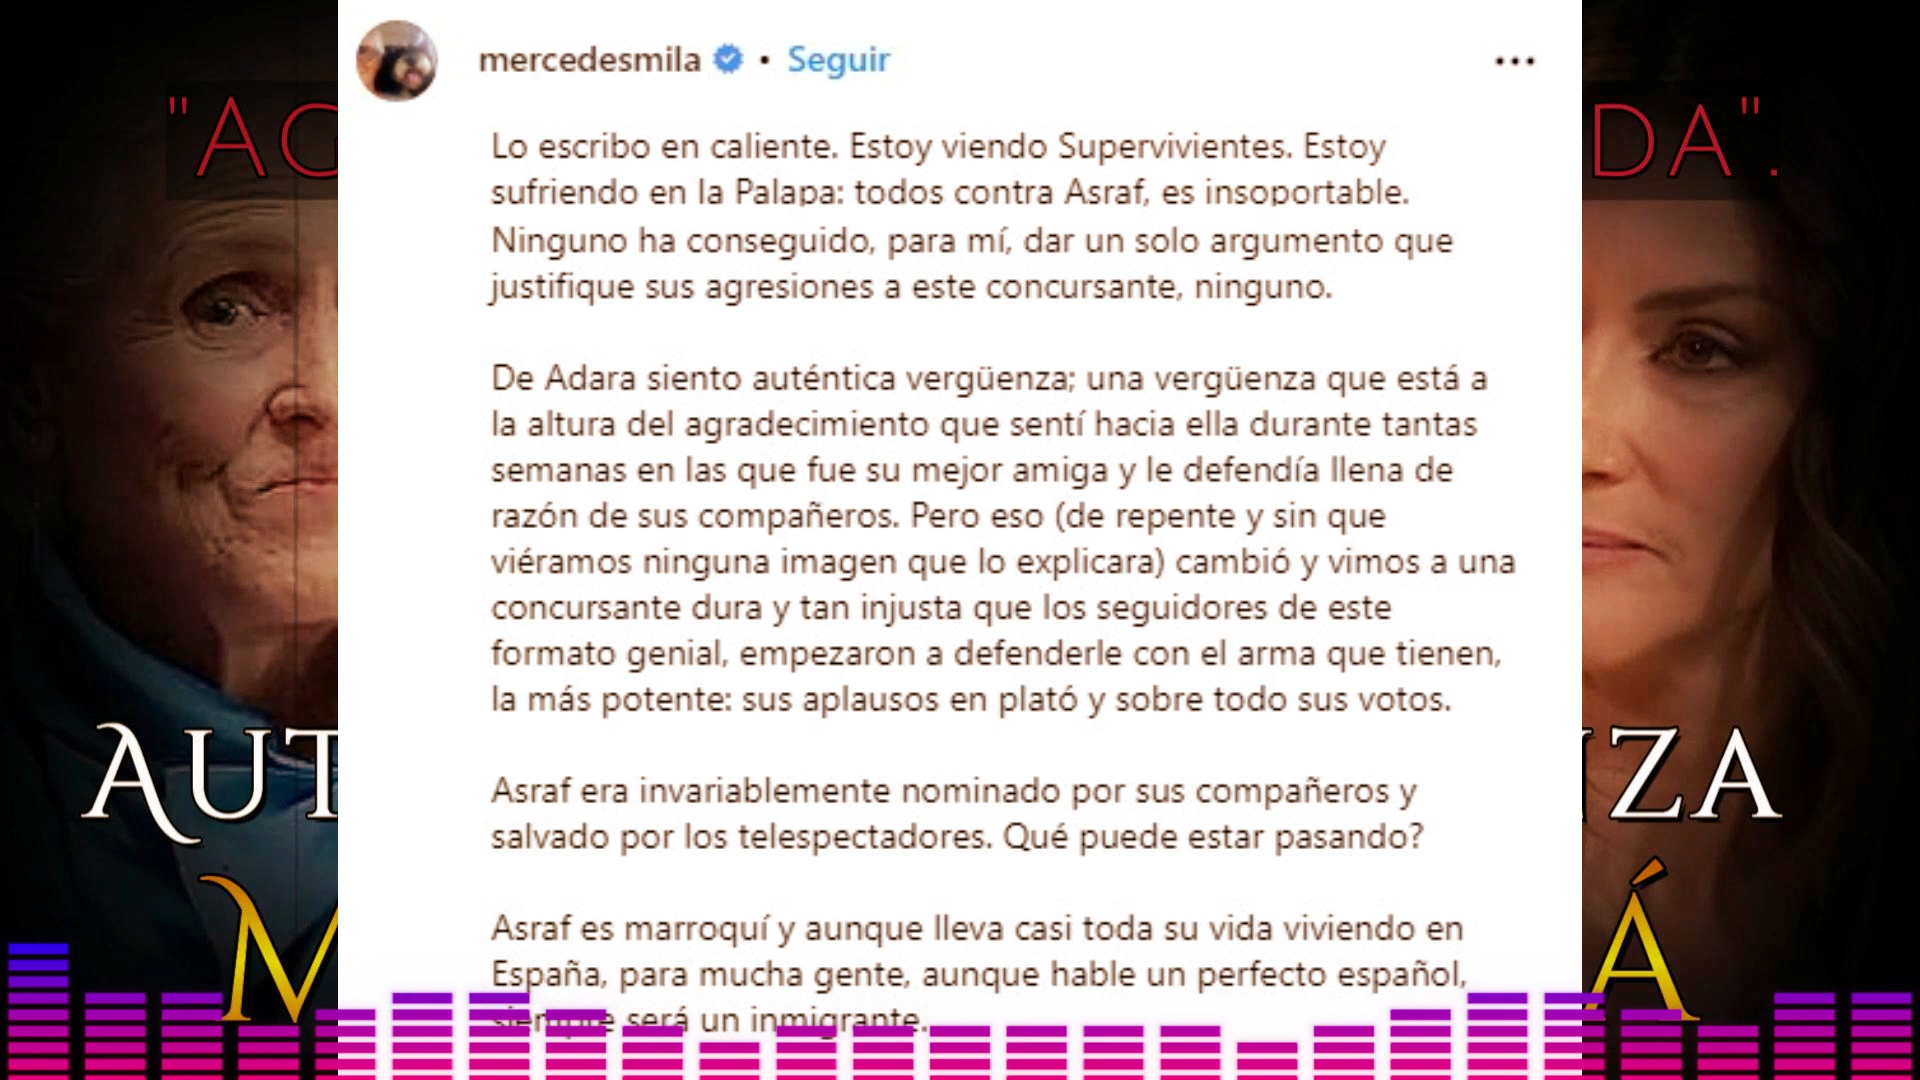 mercedesmila • Seguir
"AG
DA".
Lo escribo en caliente. Estoy viendo Supervivientes. Estoy
sufriendo en la Palapa: todos contra Asraf, es insoportable.
Ninguno ha conseguido, para mí, dar un solo argumento que
justifique sus agresiones a este concursante, ninguno.
De Adara siento auténtica vergüenza; una vergüenza que está a
la altura del agradecimiento que sentí hacia ella durante tantas
semanas en las que fue su mejor amiga y le defendía llena de
razón de sus compañeros. Pero eso (de repente y sin que
viéramos ninguna imagen que lo explicara) cambió y vimos a una
concursante dura y tan injusta que los seguidores de este
formato genial, empezaron a defenderle con el arma que tienen,
la más potente: sus aplausos en plató y sobre todo sus votos.
AUT
ZA
Asraf era invariablemente nominado por sus compañeros y
salvado por los telespectadores. Qué puede estar pasando?
M
Á
Asraf es marroquí y aunque lleva casi toda su vida viviendo en
España, para mucha gente, aunque hable un perfecto español,
siempre será un inmigrante.